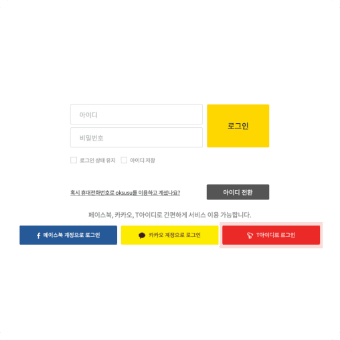 아이디
로그인
비밀번호
로그인 상태 유지 아이디 저장
혹시 휴대전화번호로 oksusu를 이용하고 계셨나요? 아이디 전환
페이스북, 카카오, T아이디로 간편하게 서비스 이용 가능합니다.
페이스북 계정으로 로그인 카카오 계정으로 로그인 T아이디로 로그인